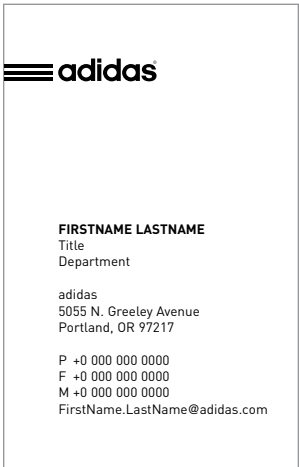 adidas
FIRSTNAME LASTNAME
Title
Department
adidas
5055 N. Greeley Avenue
Portland, OR 97217
P +0 000 000 0000
F +0 000 000 0000
M +0 000 000 0000
FirstName.LastName@adidas.com